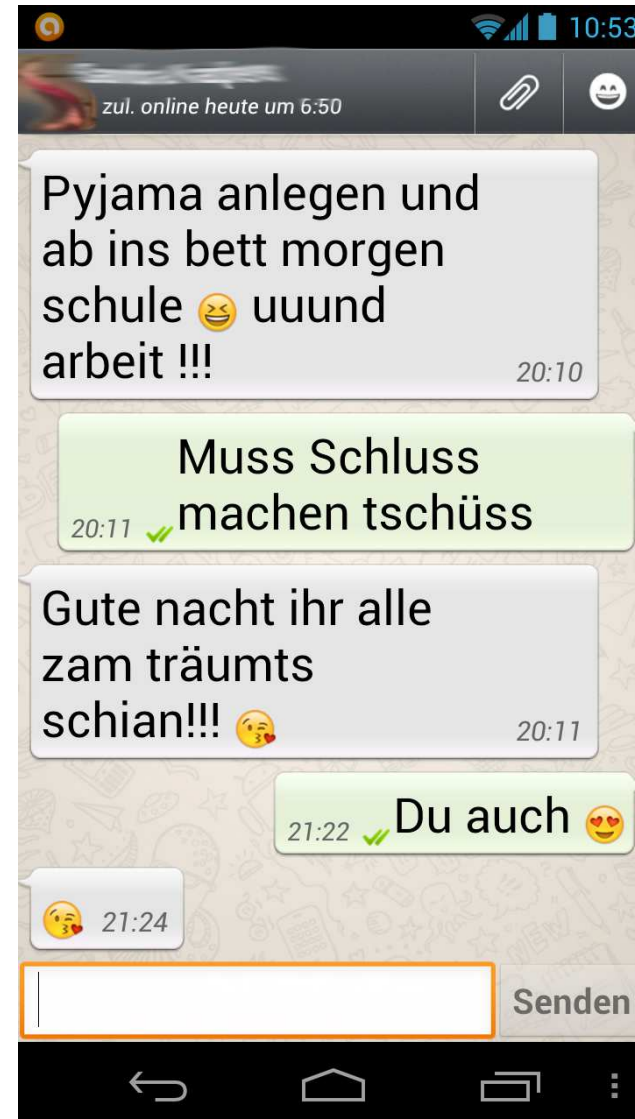 10:53
zul. online heute um 6:50
Pyjama anlegen und
ab ins bett morgen
schule 😆 uuund
arbeit !!!
20:10
Muss Schluss
machen tschüss
20:11
Gute nacht ihr alle
zam träumts
schian!!! 😘
20:11
21:22 Du auch 😍
😘 21:24
Senden